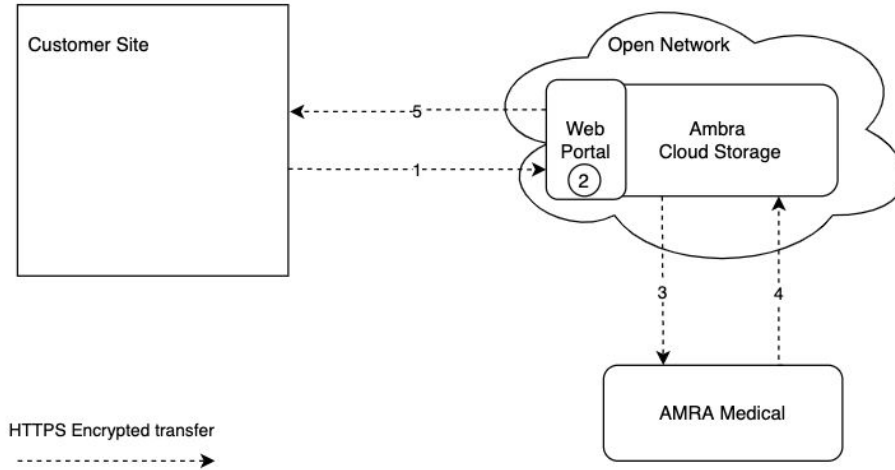 Customer Site
Open Network
5
Web
Portal
2
Ambra
Cloud Storage
1
3
4
AMRA Medical
HTTPS Encrypted transfer